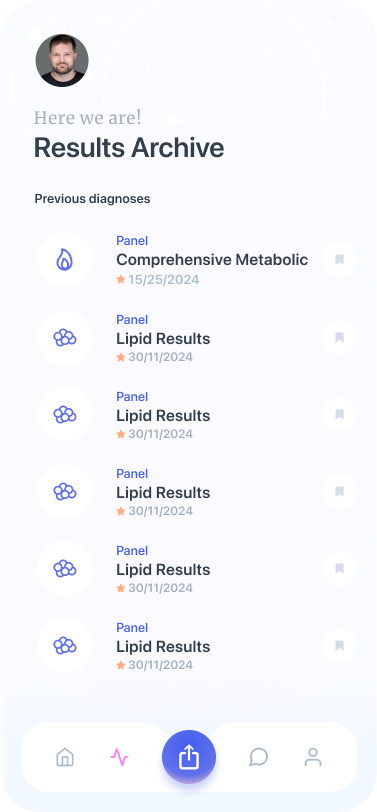 Here we are!
Results Archive
Previous diagnoses
Panel
Comprehensive Metabolic
15/25/2024
Panel
Lipid Results
30/11/2024
Panel
Lipid Results
30/11/2024
Panel
Lipid Results
30/11/2024
Panel
Lipid Results
30/11/2024
Panel
Lipid Results
30/11/2024